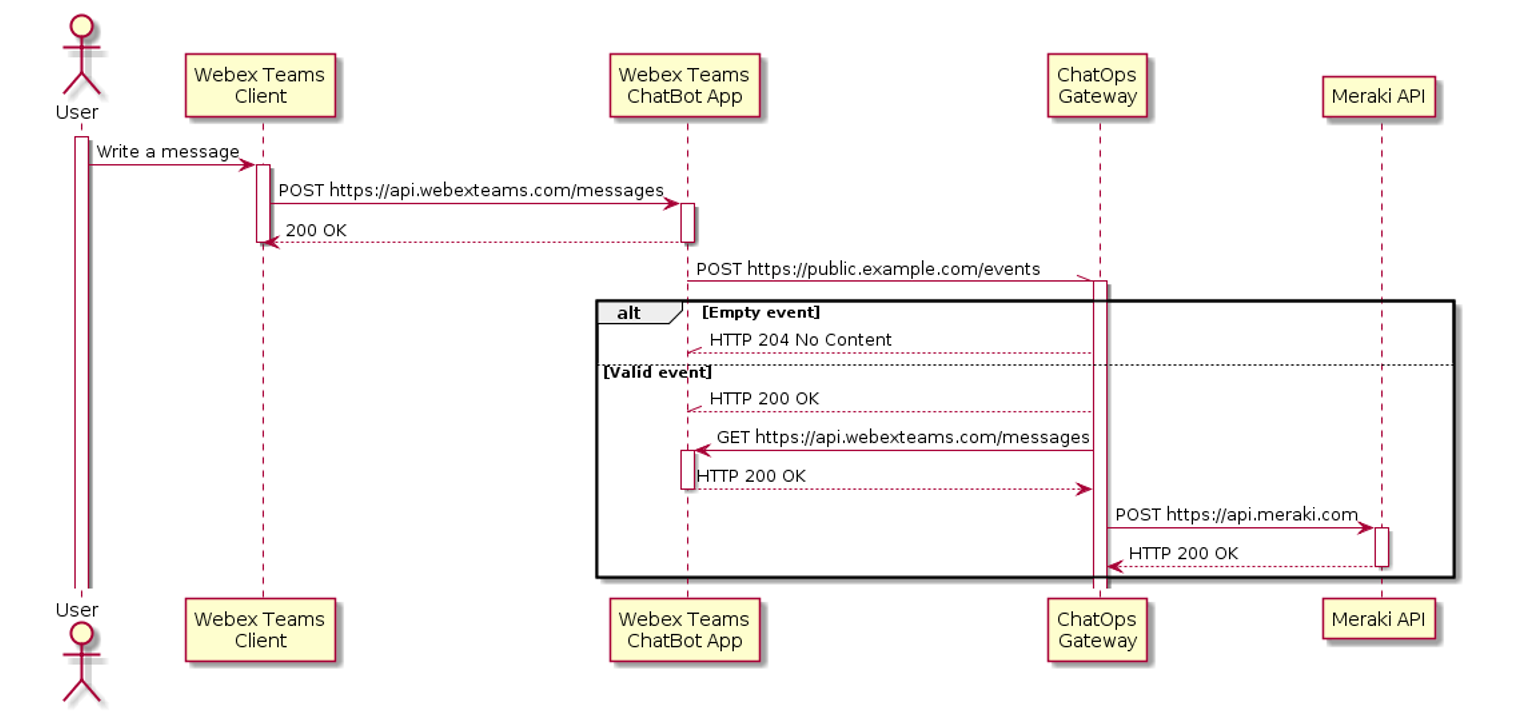 User
Webex Teams
Client
Webex Teams
ChatBot App
ChatOps
Gateway
Meraki API
Write a message
POST https://api.webexteams.com/messages
200 OK
POST https://public.example.com/events
alt
[Empty event]
HTTP 204 No Content
[Valid event]
HTTP 200 OK
GET https://api.webexteams.com/messages
HTTP 200 OK
POST https://api.meraki.com
HTTP 200 OK
User
Webex Teams
Client
Webex Teams
ChatBot App
ChatOps
Gateway
Meraki API